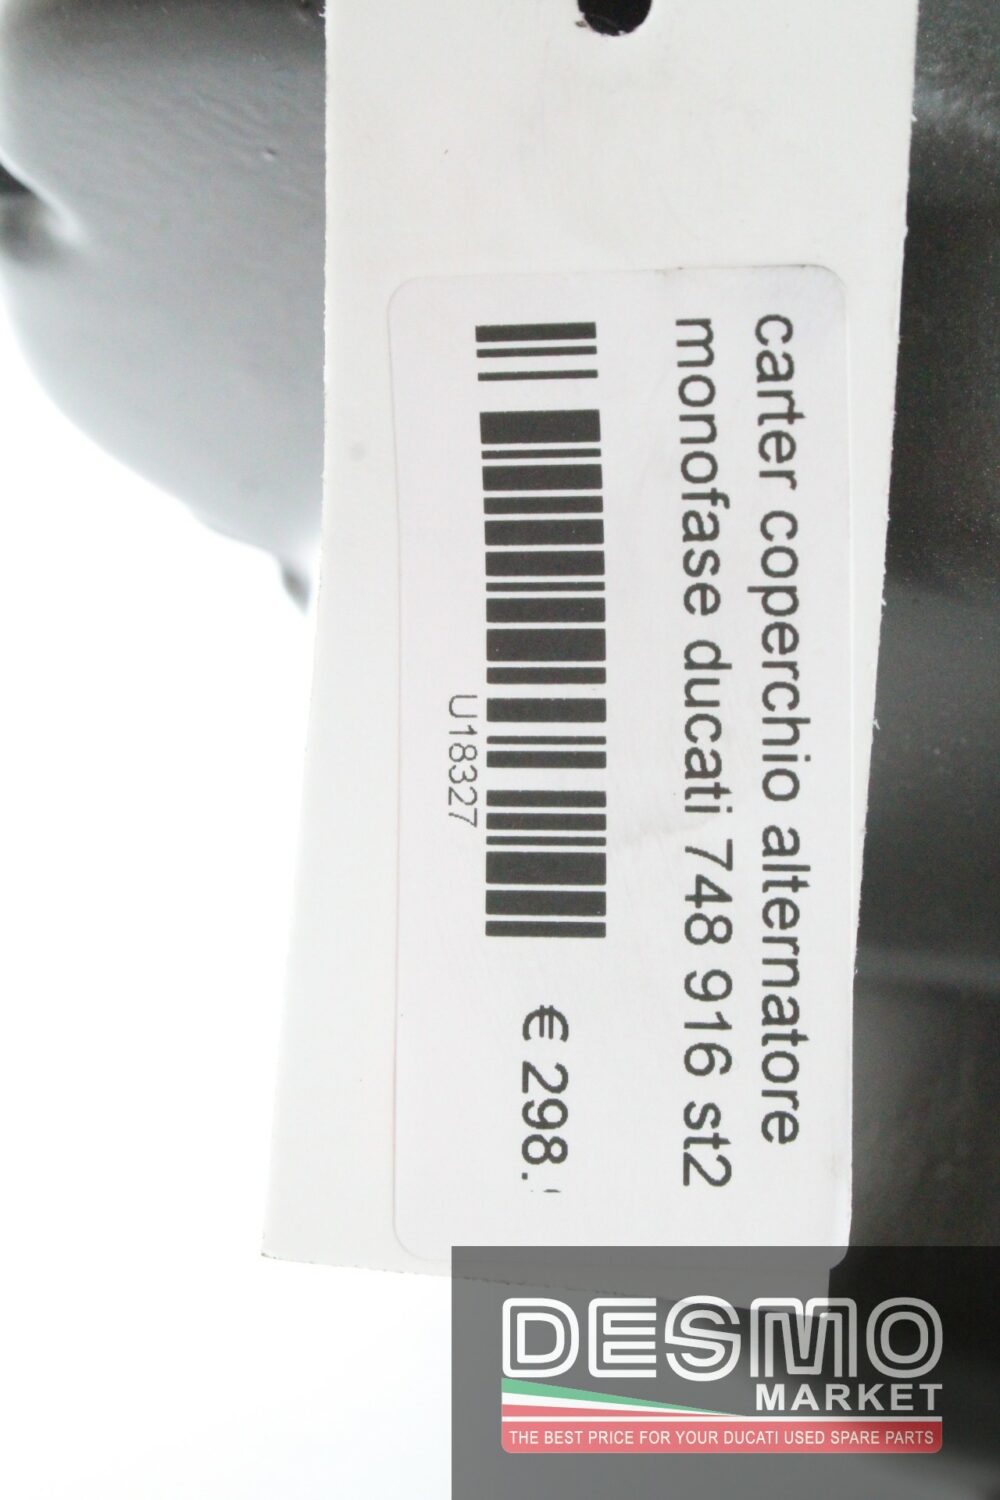 carter coperchio alternatore
monofase ducati 748 916 st2
€ 298.
U18327
DESMO
MARKET
THE BEST PRICE FOR YOUR DUCATI USED SPARE PARTS